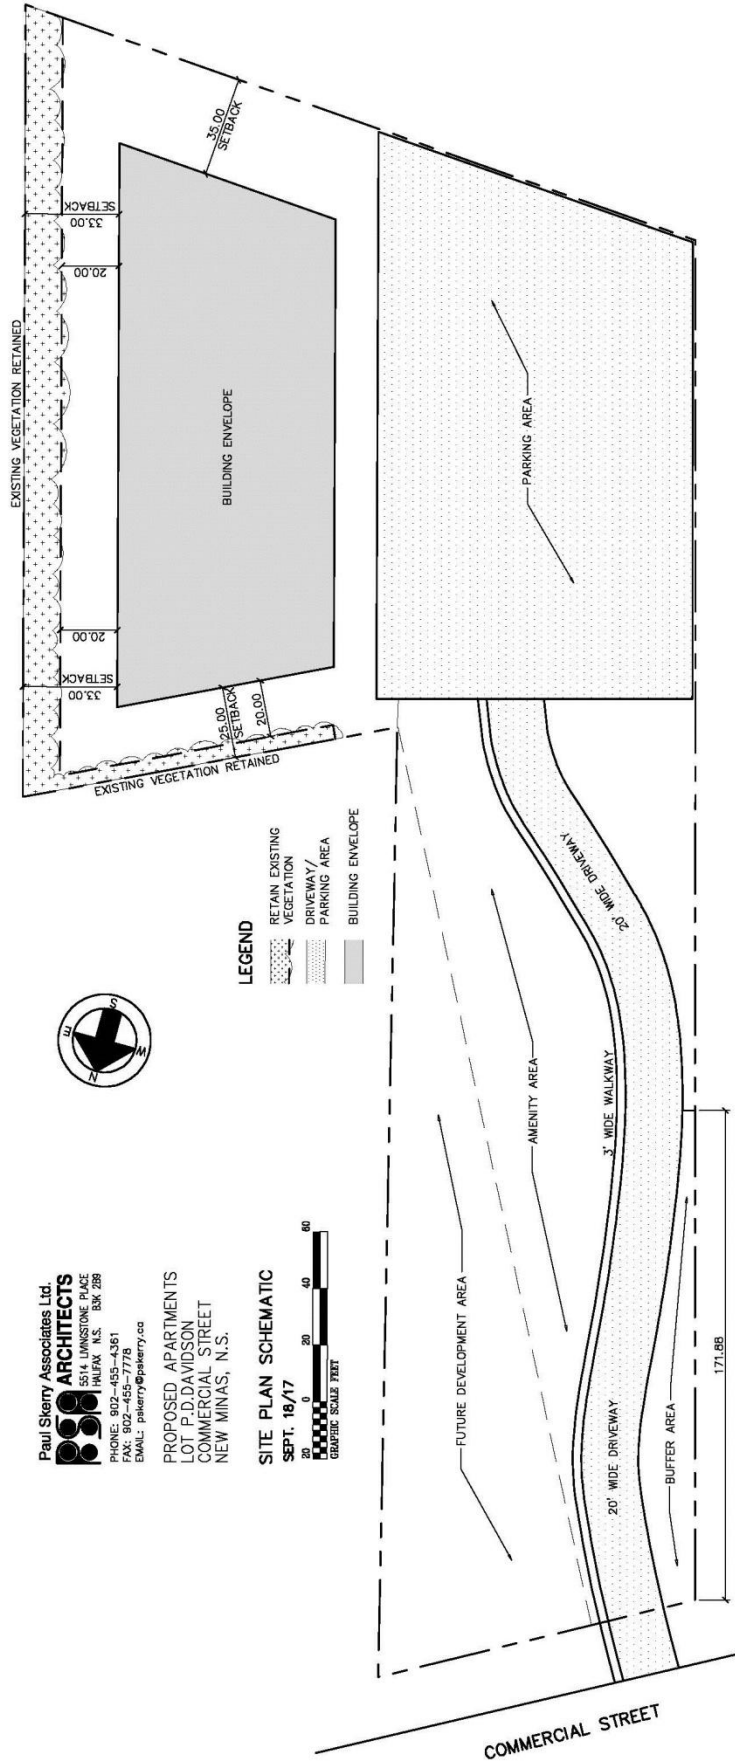 Paul Skerry Associates Ltd.
PSA ARCHITECTS
5514 LIVINGSTONE PLACE
HALIFAX N.S. B3K 2B9
PHONE: 902-455-4361
FAX: 902-455-7778
EMAIL: pskerry@pskerry.ca
PROPOSED APARTMENTS
LOT P.D.DAVIDSON
COMMERCIAL STREET
NEW MINAS, N.S.
SITE PLAN SCHEMATIC
SEPT. 18/17
20 0 20 40 60
GRAPHIC SCALE FEET
N
E
S
W
LEGEND
RETAIN EXISTING
VEGETATION
DRIVEWAY/
PARKING AREA
BUILDING ENVELOPE
EXISTING VEGETATION RETAINED
EXISTING VEGETATION RETAINED
33.00
SETBACK
20.00
20.00
33.00
SETBACK
25.00
SETBACK
20.00
35.00
SETBACK
BUILDING ENVELOPE
PARKING AREA
FUTURE DEVELOPMENT AREA
AMENITY AREA
3' WIDE WALKWAY
20' WIDE DRIVEWAY
20' WIDE DRIVEWAY
BUFFER AREA
171.88
COMMERCIAL STREET